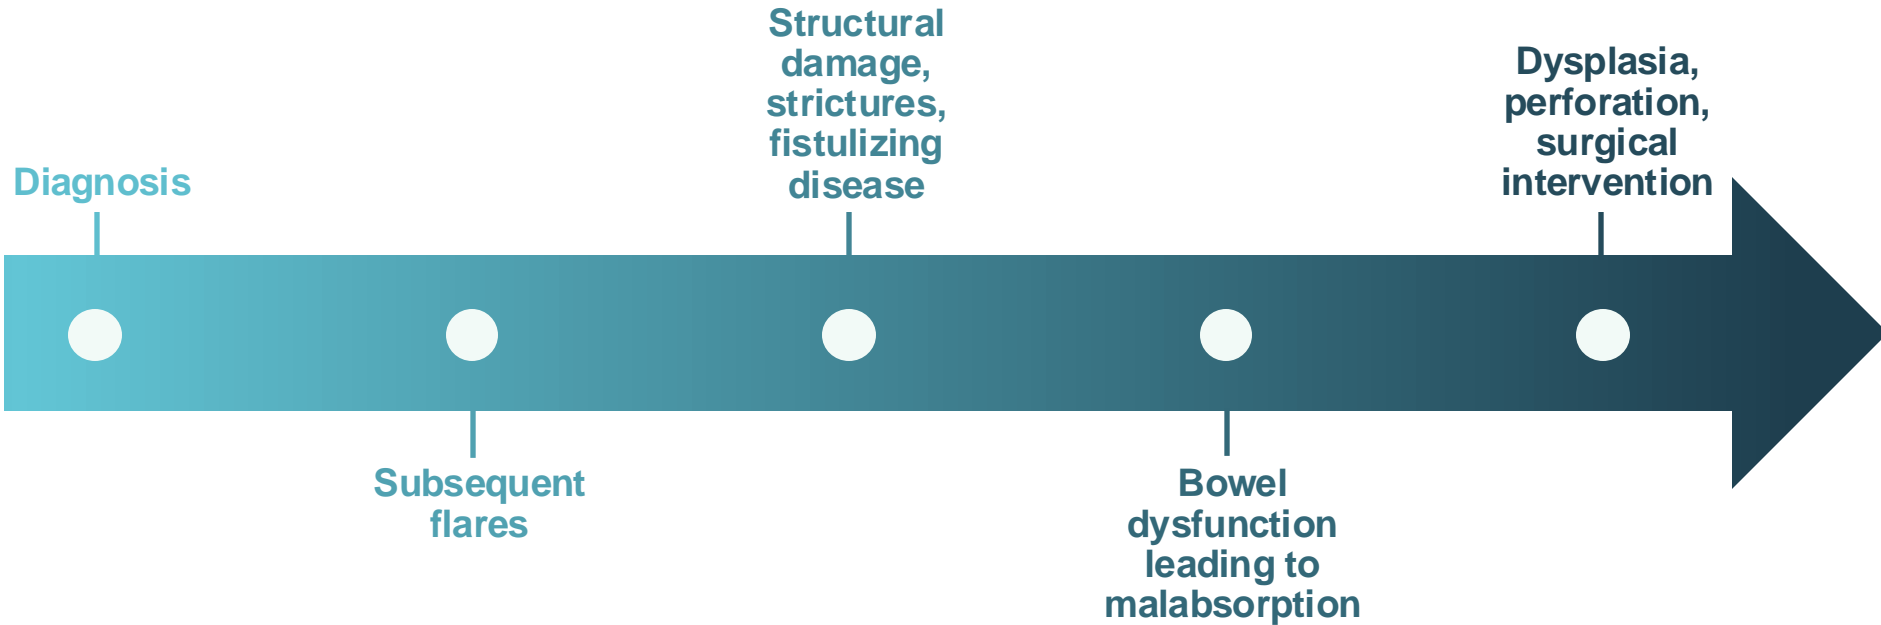 Diagnosis
Subsequent
flares
Structural
damage,
strictures,
fistulizing
disease
Bowel
dysfunction
leading to
malabsorption
Dysplasia,
perforation,
surgical
intervention